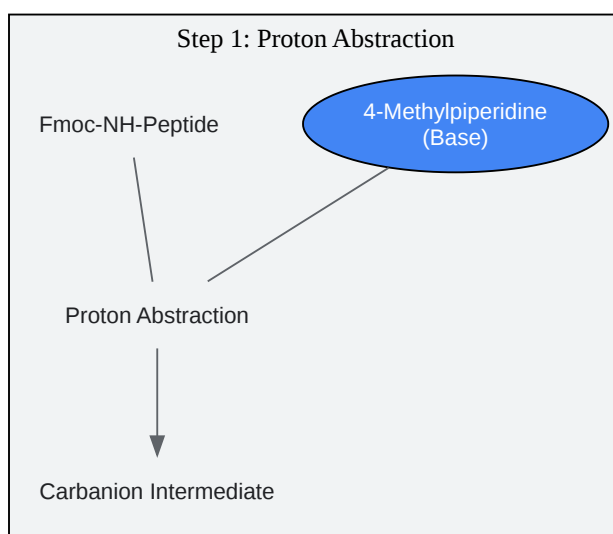 Step 1: Proton Abstraction
Fmoc-NH-Peptide
4-Methylpiperidine
(Base)
Proton Abstraction
Carbanion Intermediate